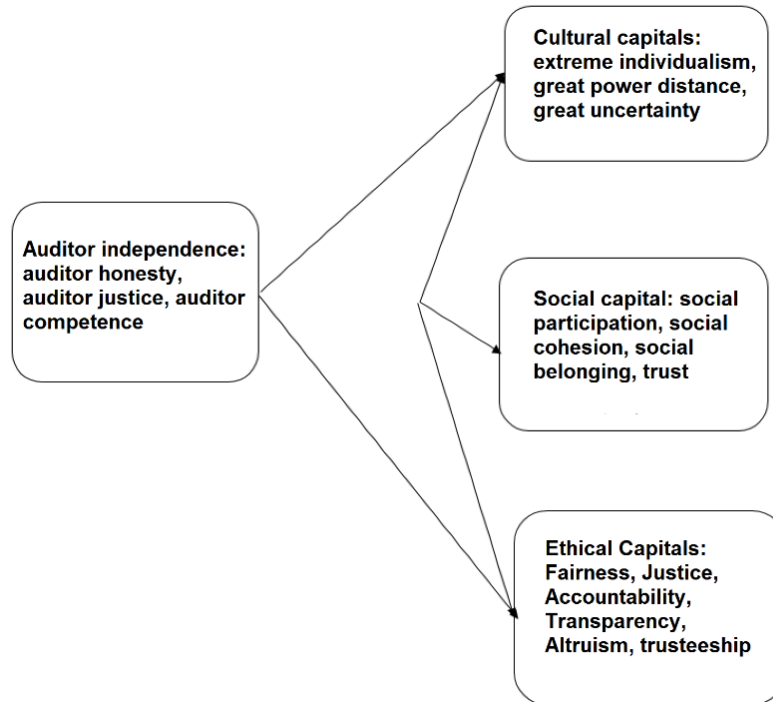 Cultural capitals:
extreme individualism,
great power distance,
great uncertainty
Auditor independence:
auditor honesty,
auditor justice, auditor
competence
Social capital: social
participation, social
cohesion, social
belonging, trust
Ethical Capitals:
Fairness, Justice,
Accountability,
Transparency,
Altruism, trusteeship